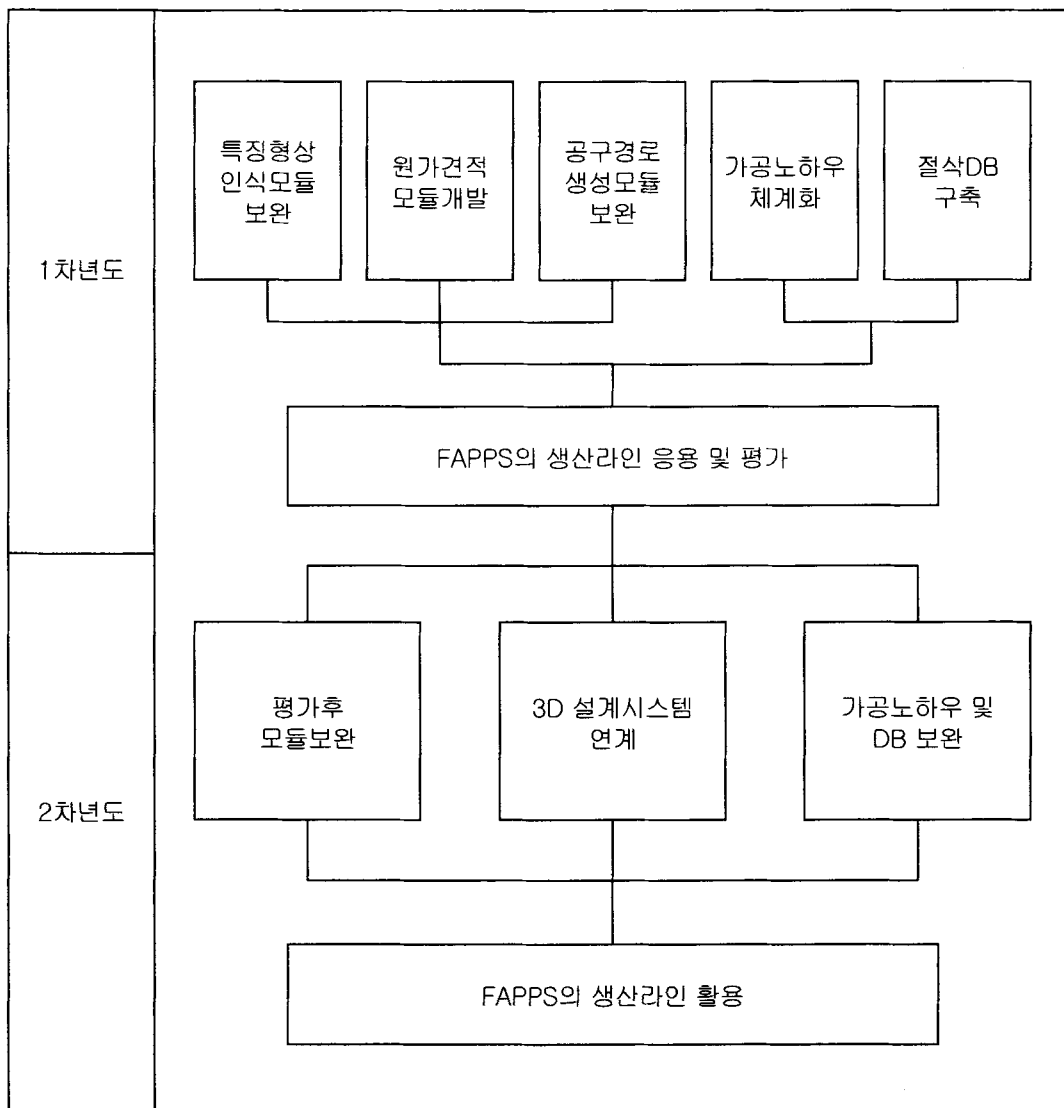 1차년도
특징형상
인식모듈
보완
원가견적
모듈개발
공구경로
생성모듈
보완
가공노하우
체계화
절삭DB
구축
FAPPS의 생산라인 응용 및 평가
2차년도
평가후
모듈보완
3D 설계시스템
연계
가공노하우 및
DB 보완
FAPPS의 생산라인 활용